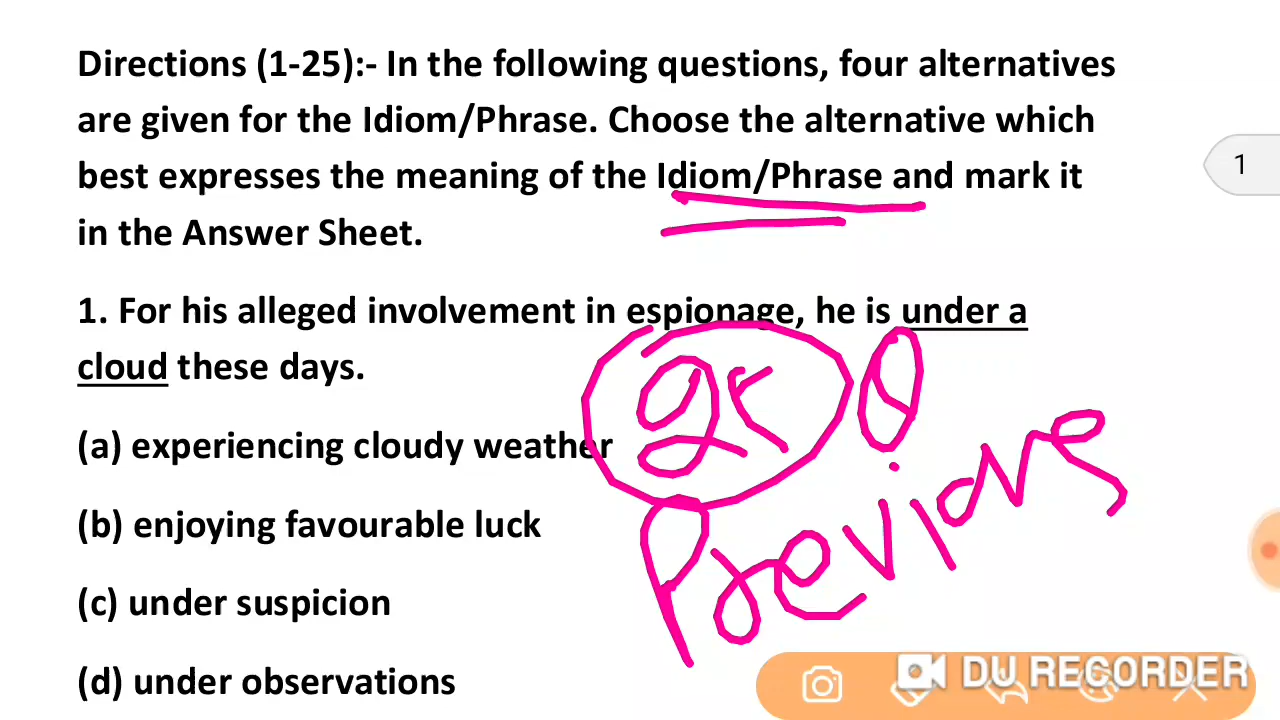 Directions (1-25):- In the following questions, four alternatives
are given for the Idiom/Phrase. Choose the alternative which
best expresses the meaning of the Idiom/Phrase and mark it
in the Answer Sheet.
1
1. For his alleged involvement in espionage, he is under a
cloud these days.
25 Q
(a) experiencing cloudy weather
Previous
(b) enjoying favourable luck
(c) under suspicion
(d) under observations
DU RECORDER